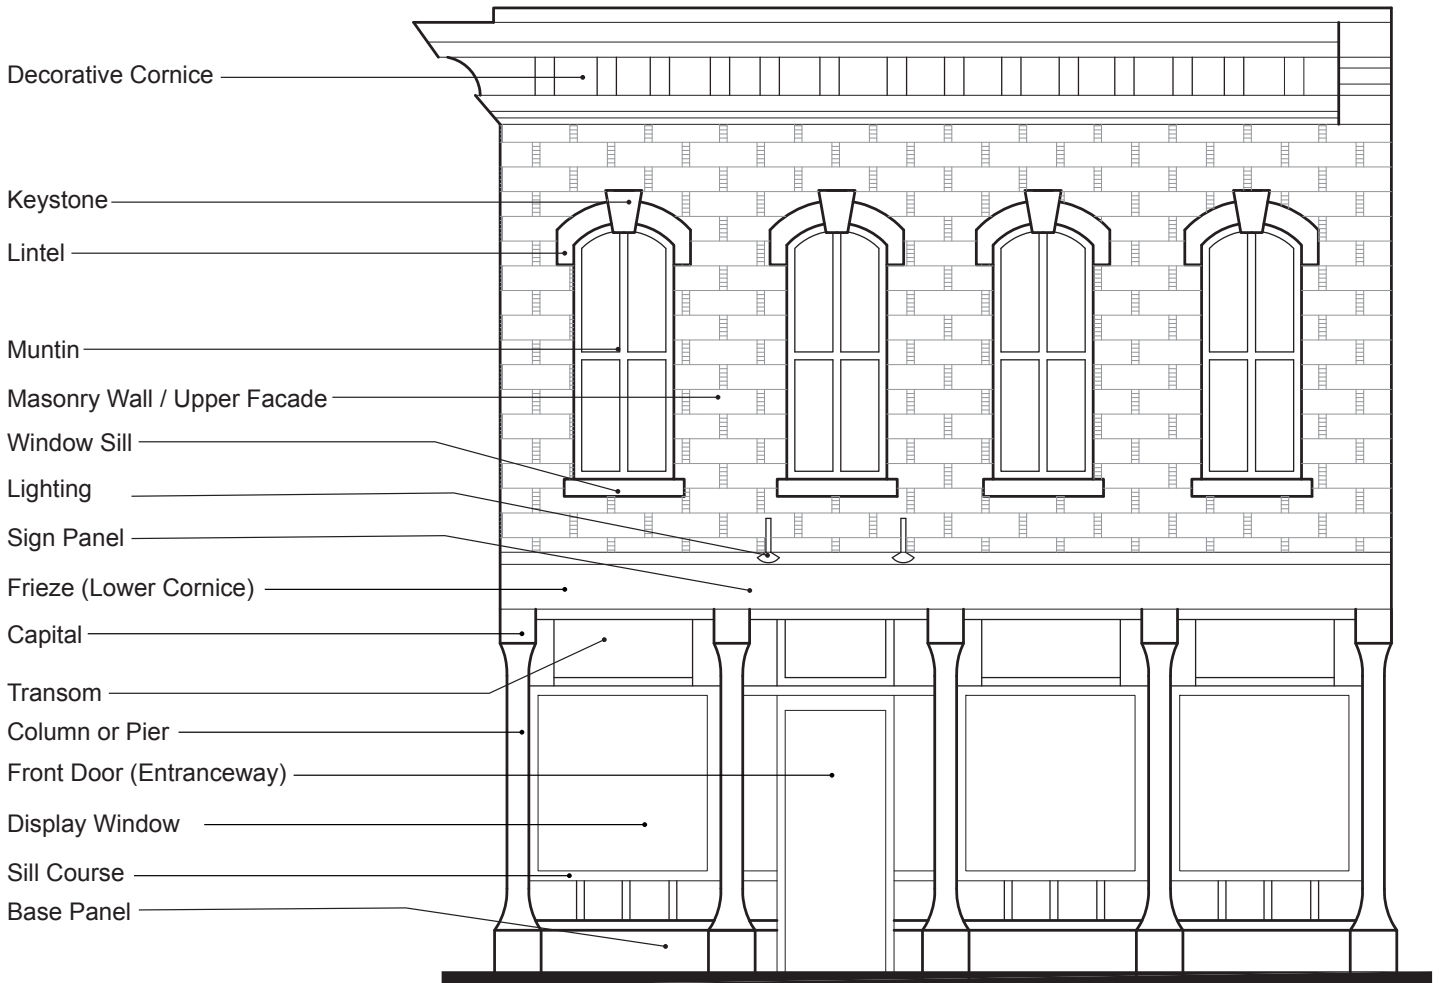 Decorative Cornice
Keystone
Lintel
Muntin
Masonry Wall / Upper Facade
Window Sill
Lighting
Sign Panel
Frieze (Lower Cornice)
Capital
Transom
Column or Pier
Front Door (Entranceway)
Display Window
Sill Course
Base Panel